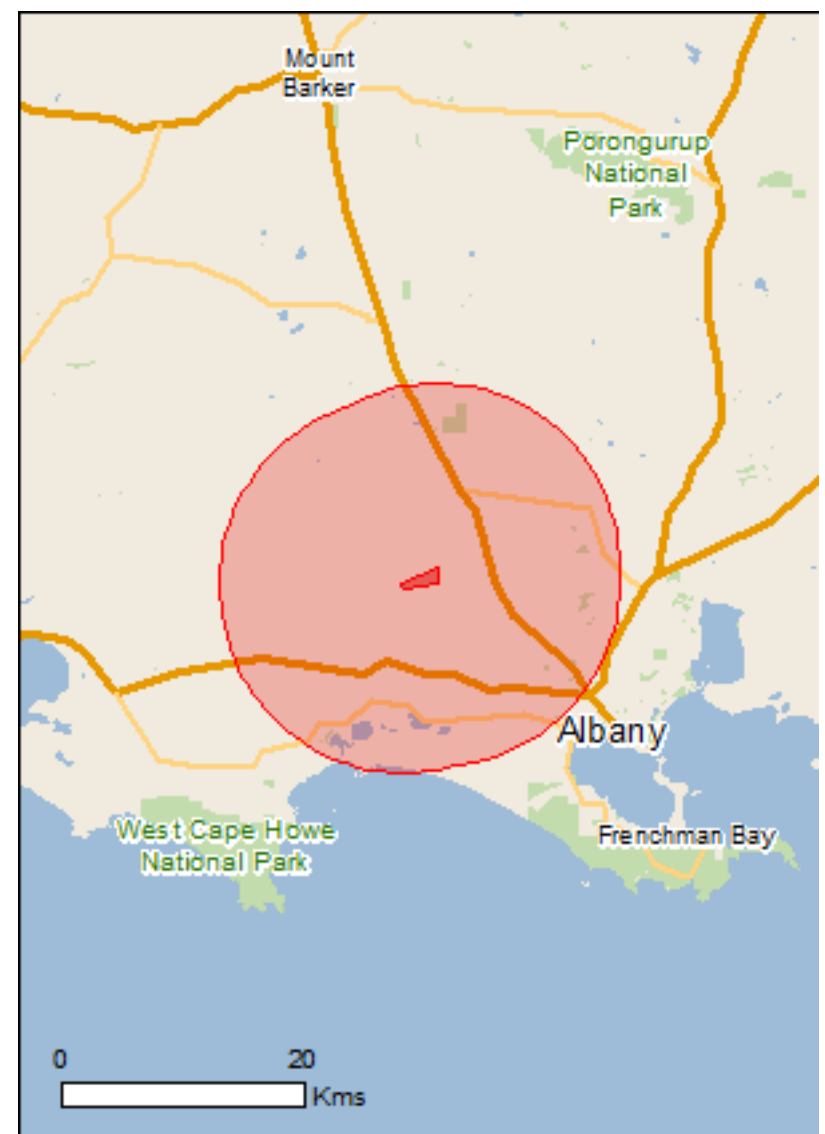 Mount
Barker
Porongurup
National
Park
Albany
West Cape Howe
National Park
Frenchman Bay
0 20
Kms